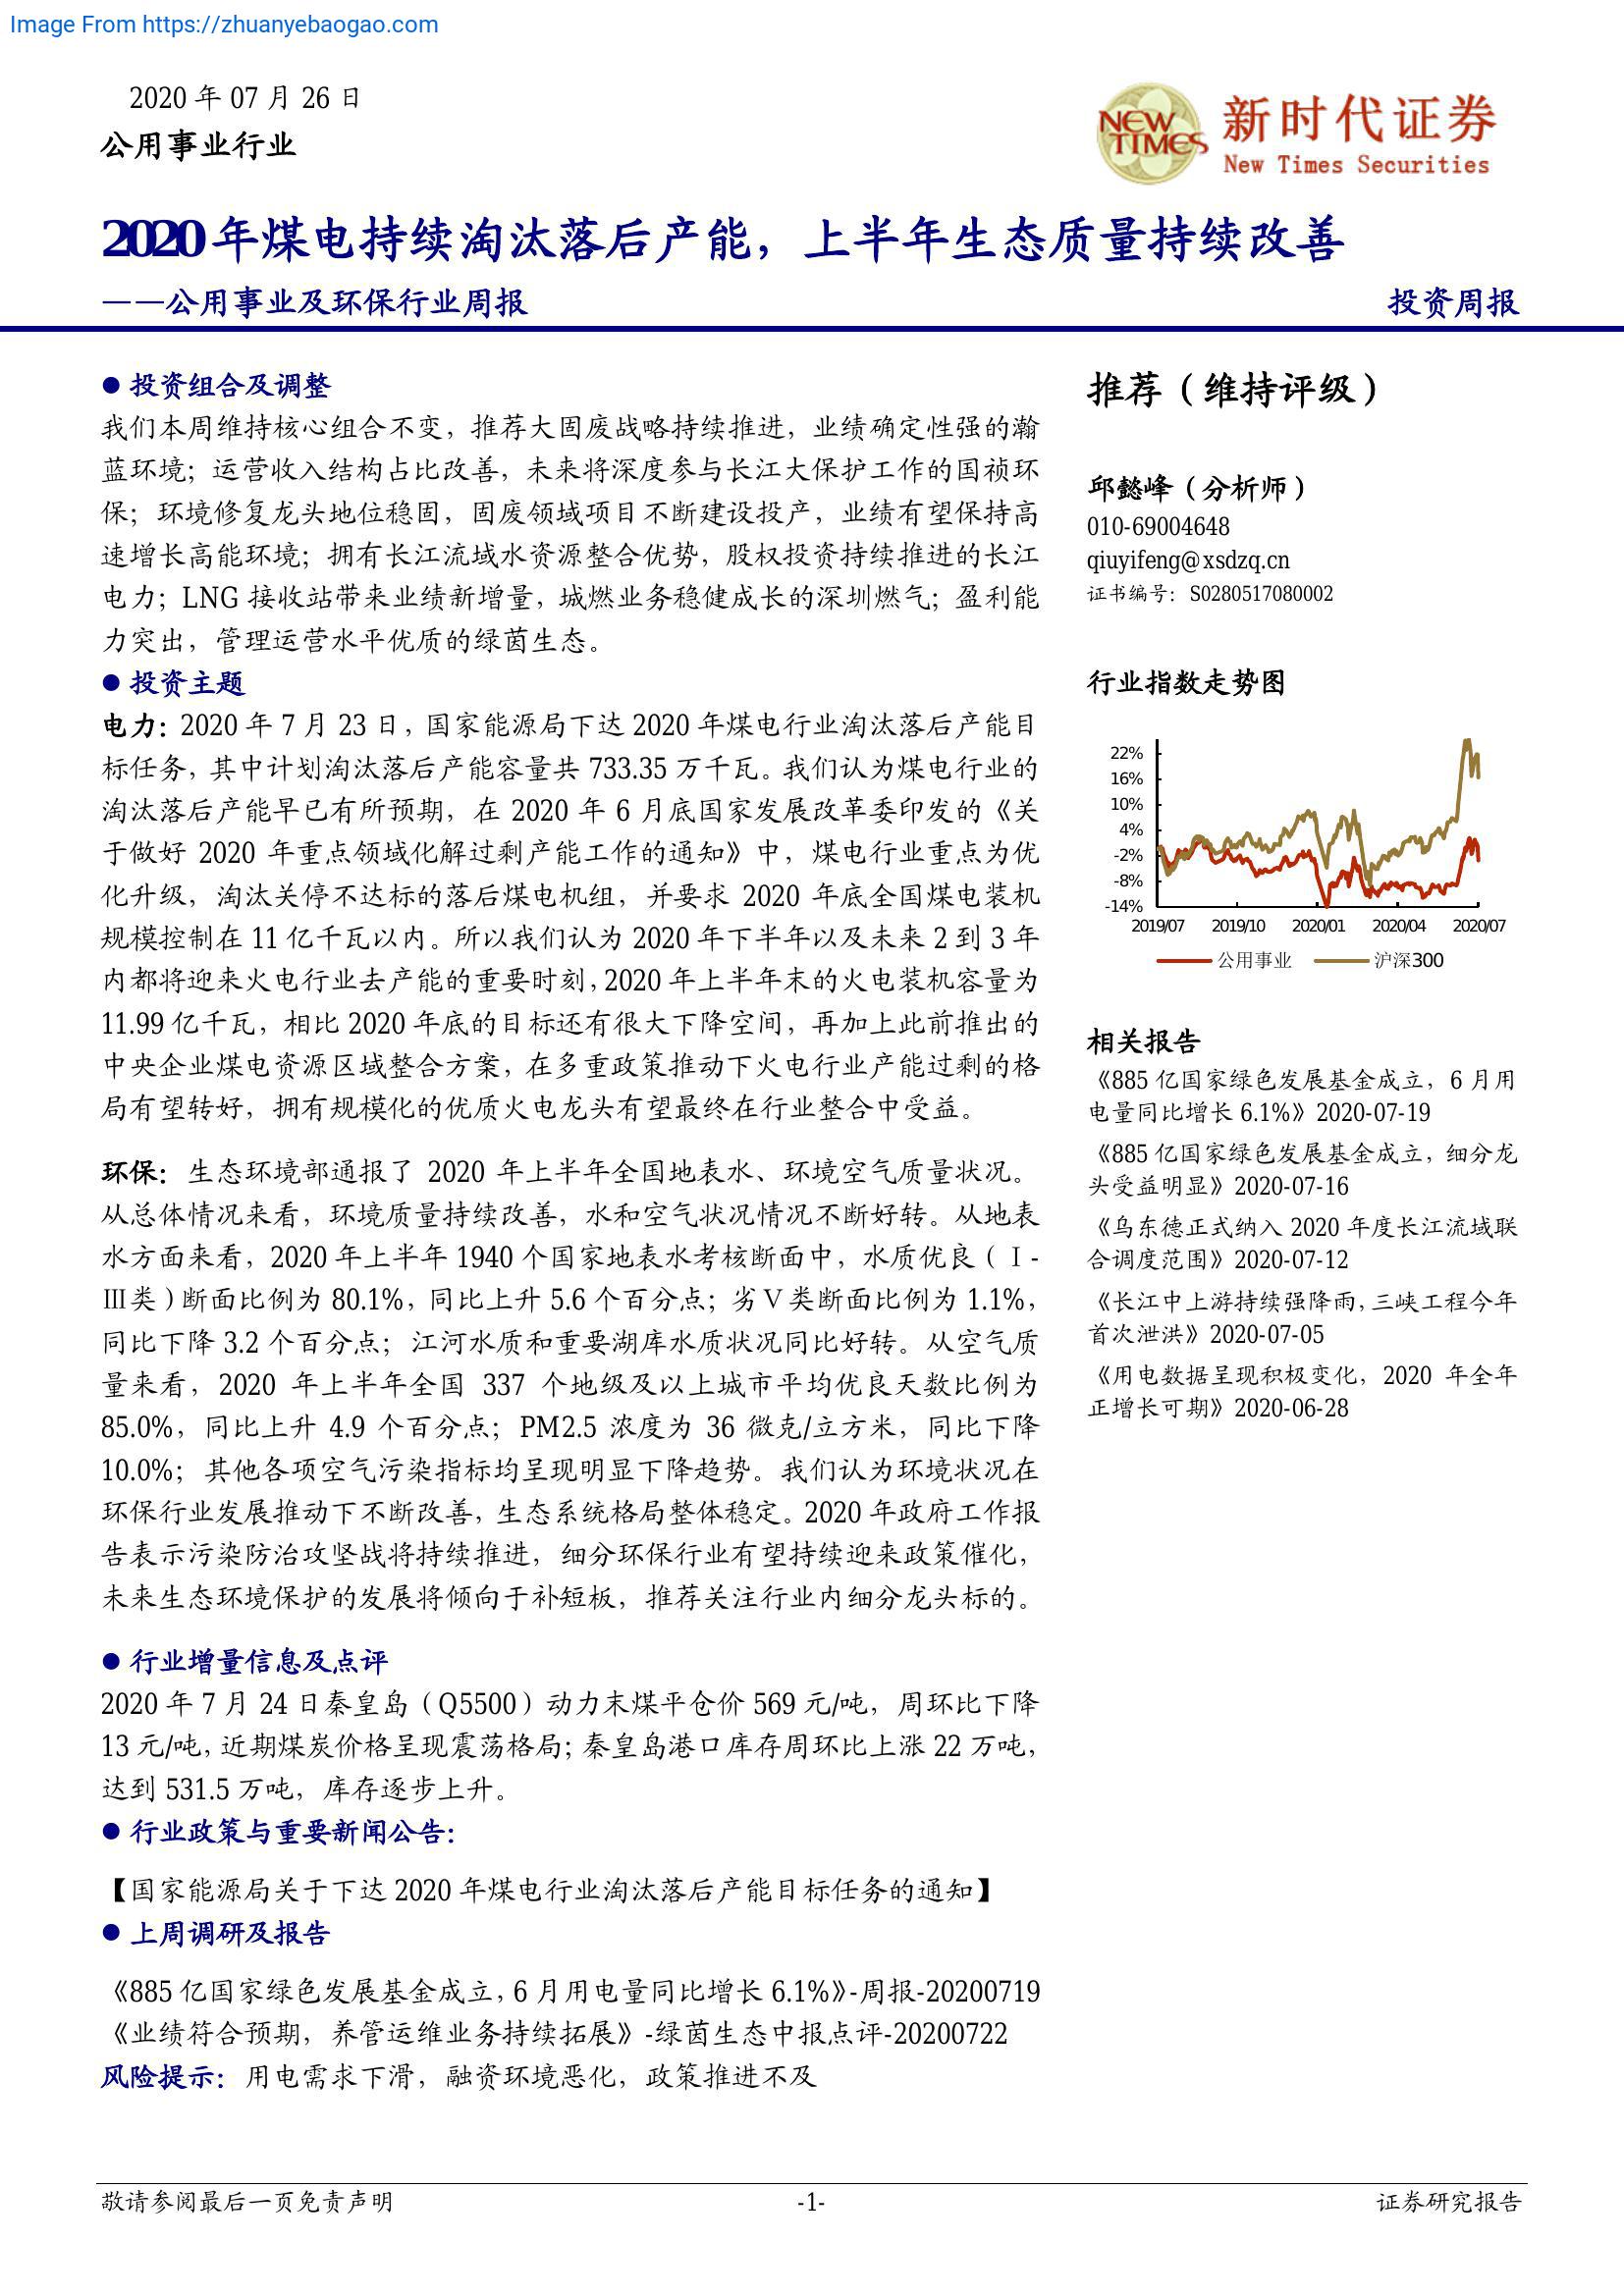 Image From https://zhuanyebaogao.com
2020 年 07 月 26 日
公用事业行业
NEW TIMES
新时代证券
New Times Securities
2020年煤电持续淘汰落后产能，上半年生态质量持续改善
——公用事业及环保行业周报
投资周报
● 投资组合及调整
我们本周维持核心组合不变，推荐大固废战略持续推进，业绩确定性强的瀚
蓝环境；运营收入结构占比改善，未来将深度参与长江大保护工作的国祯环
保；环境修复龙头地位稳固，固废领域项目不断建设投产，业绩有望保持高
速增长高能环境；拥有长江流域水资源整合优势，股权投资持续推进的长江
电力；LNG 接收站带来业绩新增量，城燃业务稳健成长的深圳燃气；盈利能
力突出，管理运营水平优质的绿茵生态。
● 投资主题
电力：2020 年 7 月 23 日，国家能源局下达 2020 年煤电行业淘汰落后产能目
标任务，其中计划淘汰落后产能容量共 733.35 万千瓦。我们认为煤电行业的
淘汰落后产能早已有所预期，在 2020 年 6 月底国家发展改革委印发的《关
于做好 2020 年重点领域化解过剩产能工作的通知》中，煤电行业重点为优
化升级，淘汰关停不达标的落后煤电机组，并要求 2020 年底全国煤电装机
规模控制在 11 亿千瓦以内。所以我们认为 2020 年下半年以及未来 2 到 3 年
内都将迎来火电行业去产能的重要时刻，2020 年上半年末的火电装机容量为
11.99 亿千瓦，相比 2020 年底的目标还有很大下降空间，再加上此前推出的
中央企业煤电资源区域整合方案，在多重政策推动下火电行业产能过剩的格
局有望转好，拥有规模化的优质火电龙头有望最终在行业整合中受益。
环保：生态环境部通报了 2020 年上半年全国地表水、环境空气质量状况。
从总体情况来看，环境质量持续改善，水和空气状况情况不断好转。从地表
水方面来看，2020 年上半年 1940 个国家地表水考核断面中，水质优良（Ⅰ-
Ⅲ类）断面比例为 80.1%，同比上升 5.6 个百分点；劣Ⅴ类断面比例为 1.1%，
同比下降 3.2 个百分点；江河水质和重要湖库水质状况同比好转。从空气质
量来看，2020 年上半年全国 337 个地级及以上城市平均优良天数比例为
85.0%，同比上升 4.9 个百分点；PM2.5 浓度为 36 微克/立方米，同比下降
10.0%；其他各项空气污染指标均呈现明显下降趋势。我们认为环境状况在
环保行业发展推动下不断改善，生态系统格局整体稳定。2020 年政府工作报
告表示污染防治攻坚战将持续推进，细分环保行业有望持续迎来政策催化，
未来生态环境保护的发展将倾向于补短板，推荐关注行业内细分龙头标的。
● 行业增量信息及点评
2020 年 7 月 24 日秦皇岛（Q5500）动力末煤平仓价 569 元/吨，周环比下降
13 元/吨，近期煤炭价格呈现震荡格局；秦皇岛港口库存周环比上涨 22 万吨，
达到 531.5 万吨，库存逐步上升。
● 行业政策与重要新闻公告：
【国家能源局关于下达 2020 年煤电行业淘汰落后产能目标任务的通知】
● 上周调研及报告
《885 亿国家绿色发展基金成立，6 月用电量同比增长 6.1%》-周报-20200719
《业绩符合预期，养管运维业务持续拓展》-绿茵生态中报点评-20200722
风险提示：用电需求下滑，融资环境恶化，政策推进不及
推荐（维持评级）
邱懿峰（分析师）
010-69004648
qiuyifeng@xsdzq.cn
证书编号：S0280517080002
行业指数走势图
22%
16%
10%
4%
-2%
-8%
-14%
2019/07 2019/10 2020/01 2020/04 2020/07
公用事业 沪深300
相关报告
《885 亿国家绿色发展基金成立，6 月用
电量同比增长 6.1%》2020-07-19
《885 亿国家绿色发展基金成立，细分龙
头受益明显》2020-07-16
《乌东德正式纳入 2020 年度长江流域联
合调度范围》2020-07-12
《长江中上游持续强降雨，三峡工程今年
首次泄洪》2020-07-05
《用电数据呈现积极变化，2020 年全年
正增长可期》2020-06-28
敬请参阅最后一页免责声明
-1-
证券研究报告